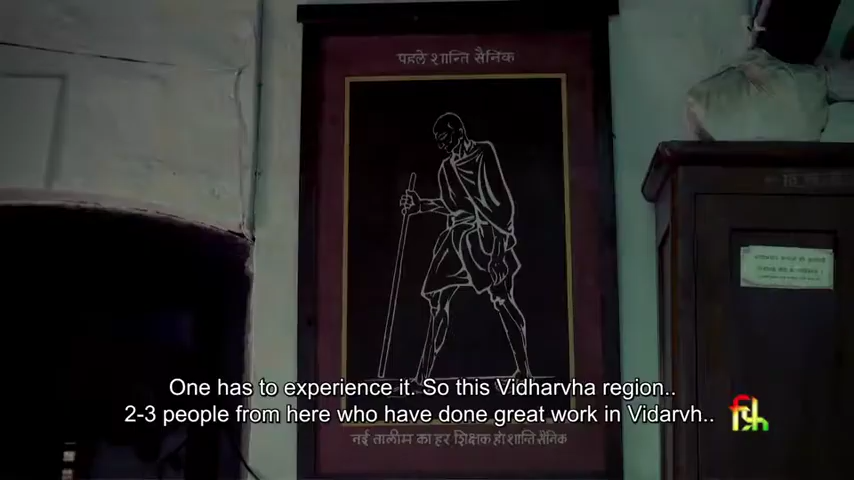 पहले शान्ति सैनिक
One has to experience it. So this Vidharvha region..
2-3 people from here who have done great work in Vidarvh..
नई तालीम का हर शिक्षक हो शान्ति सैनिक